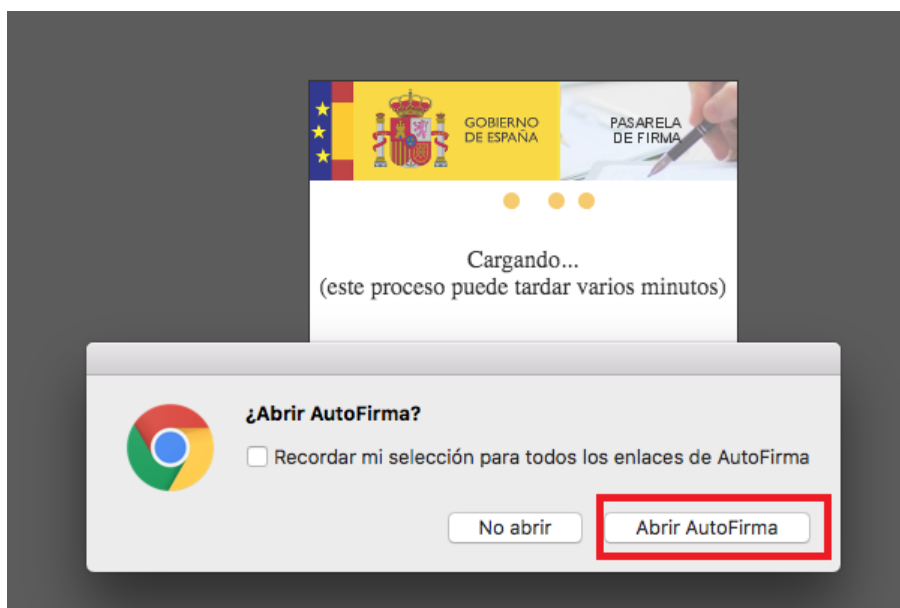 GOBIERNO
DE ESPAÑA
PASARELA
DE FIRMA
Cargando...
(este proceso puede tardar varios minutos)
¿Abrir AutoFirma?
Recordar mi selección para todos los enlaces de AutoFirma
No abrir
Abrir AutoFirma